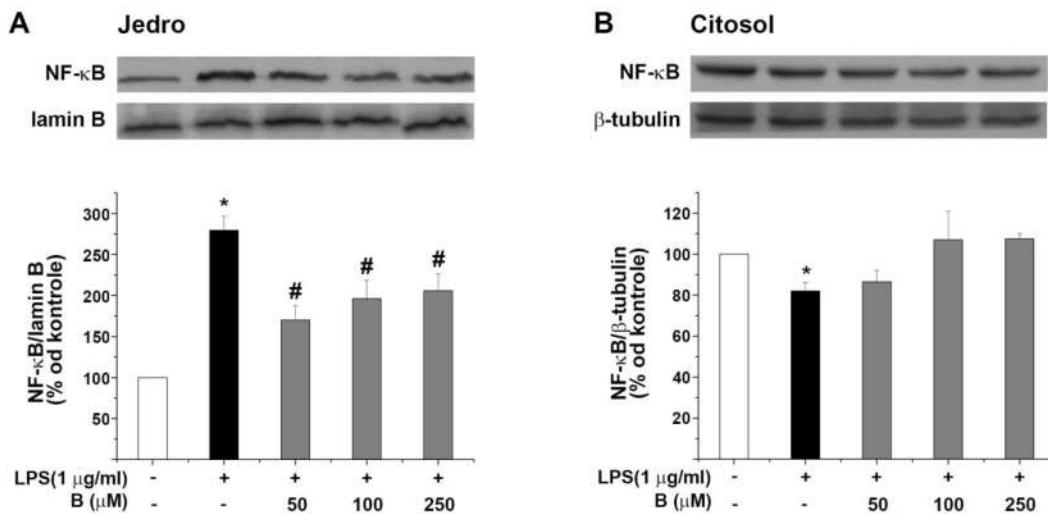 A Jedro
NF-κB
lamin B
NF-κB/lamin B
(% od kontrole)
300
250
200
150
100
50
*
#
#
#
LPS(1 μg/ml) - + + + +
B (μM) - - 50 100 250
B Citosol
NF-κB
β-tubulin
NF-κB/β-tubulin
(% od kontrole)
120
100
80
60
40
20
*
- + + + +
LPS(1 μg/ml)
- - 50 100 250
B (μM)